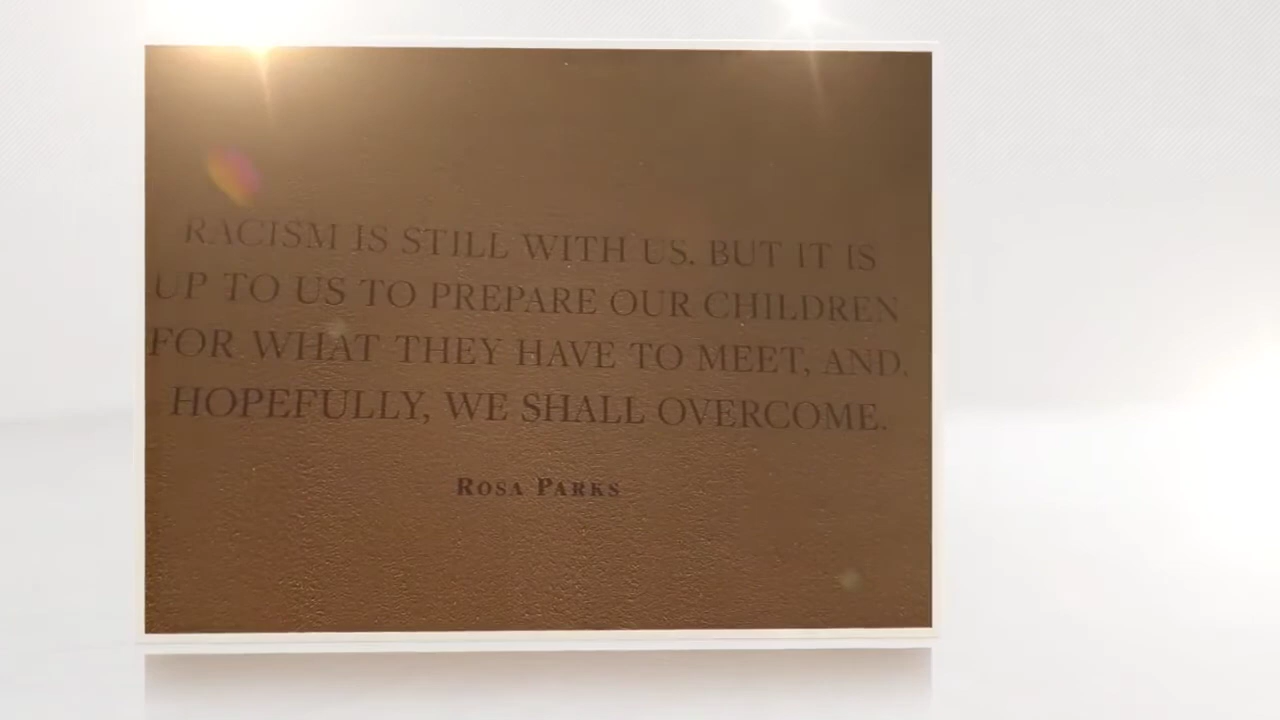 RACISM IS STILL WITH US. BUT IT IS
UP TO US TO PREPARE OUR CHILDREN
FOR WHAT THEY HAVE TO MEET, AND,
HOPEFULLY, WE SHALL OVERCOME.
ROSA PARKS